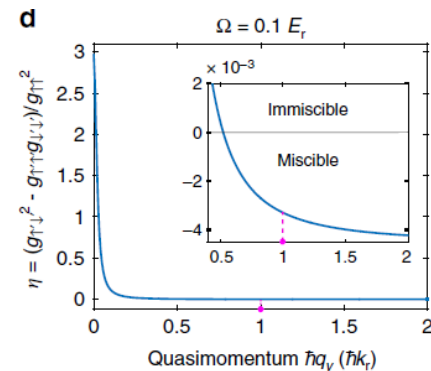 d
Ω = 0.1 E_r
η = (g_{↑'↓'}² - g_{↑'↑'}g_{↓'↓'})/g_{↑↑}²
3
2.5
2
1.5
1
0.5
0
0 0.5 1 1.5 2
Quasimomentum ħq_y (ħk_r)
× 10⁻³
2
0
−2
−4
Immiscible
Miscible
0.5 1 1.5 2